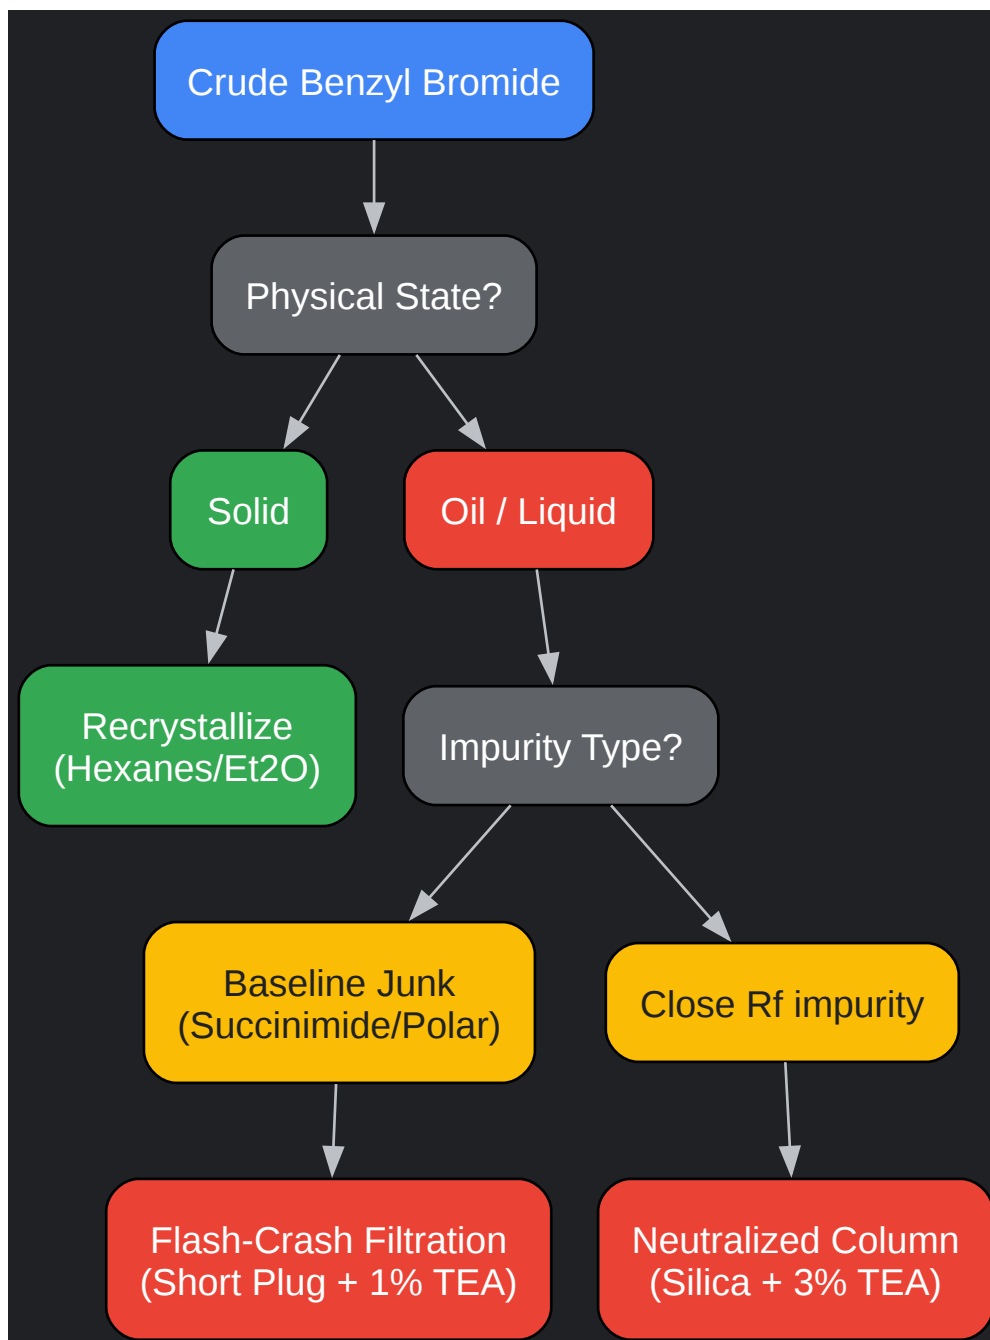 Crude Benzyl Bromide
Physical State?
Solid
Oil / Liquid
Recrystallize
(Hexanes/Et2O)
Impurity Type?
Baseline Junk
(Succinimide/Polar)
Close Rf impurity
Flash-Crash Filtration
(Short Plug + 1% TEA)
Neutralized Column
(Silica + 3% TEA)